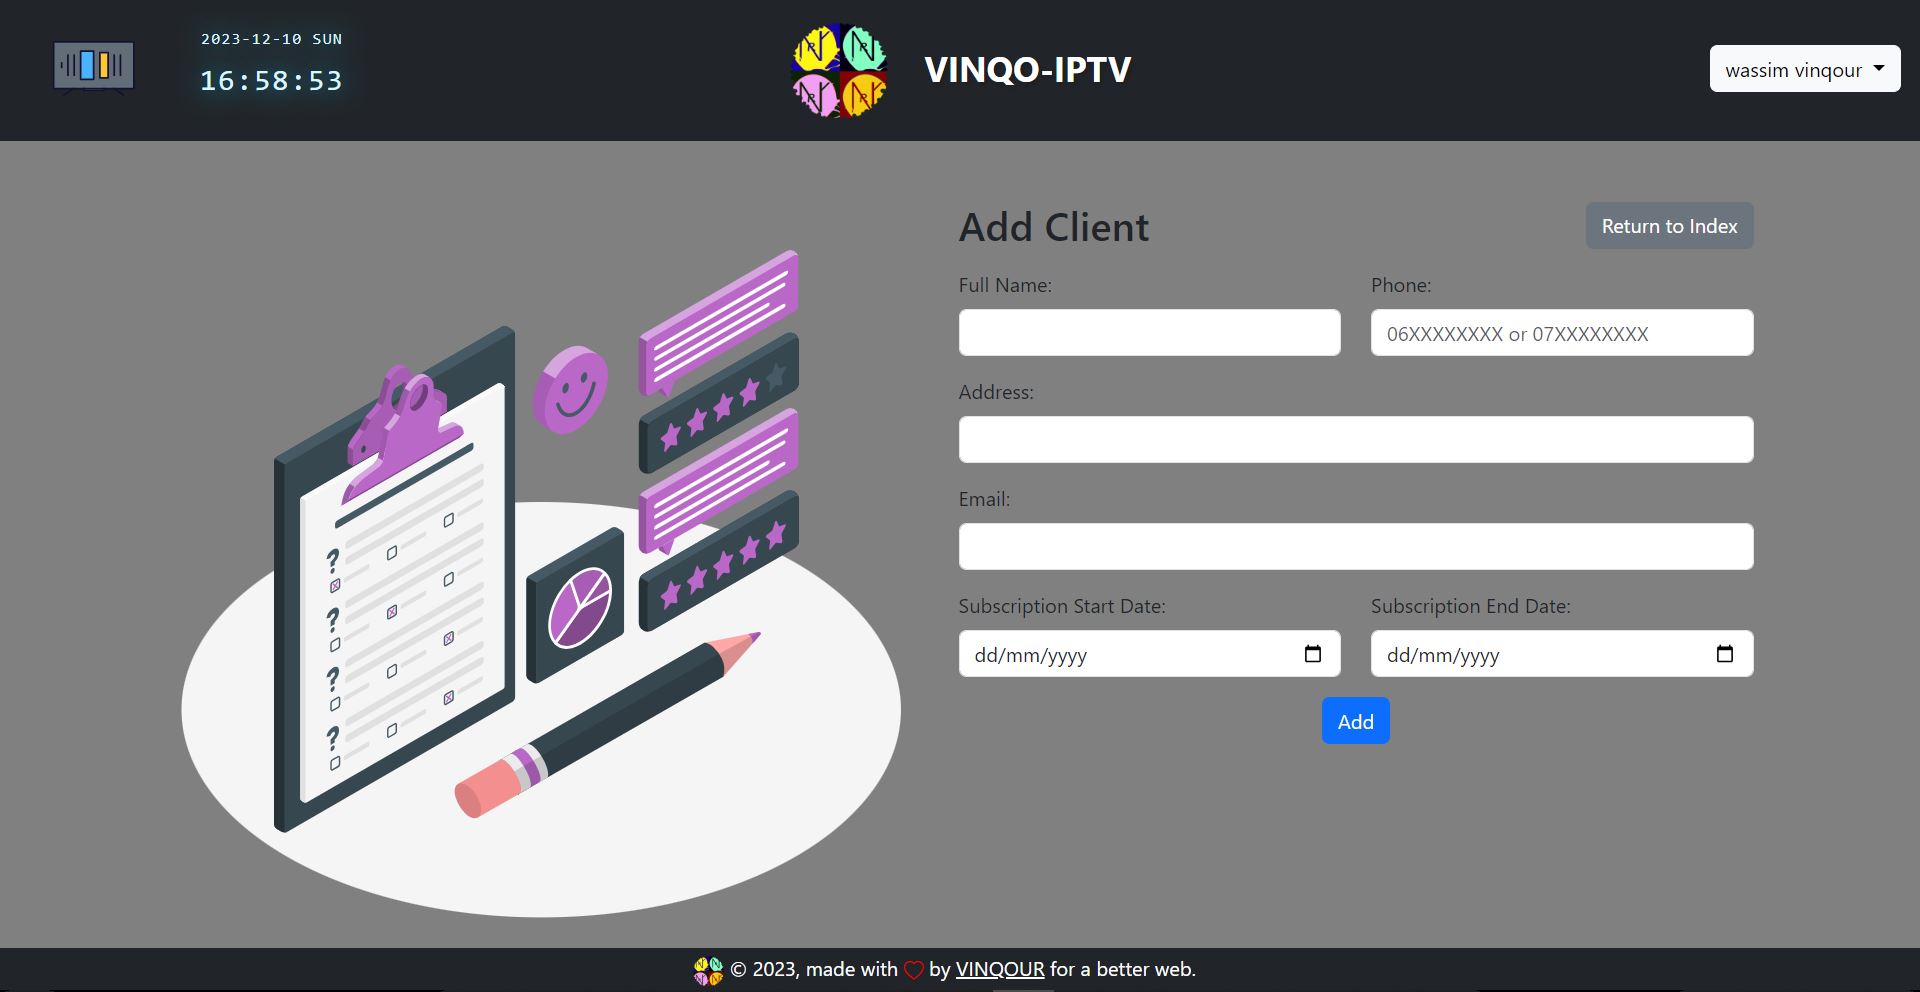 2023-12-10 SUN
16:58:53
VINQO-IPTV
wassim vinqour
Add Client
Return to Index
Full Name:
Phone:
06XXXXXXXX or 07XXXXXXXX
Address:
Email:
Subscription Start Date:
Subscription End Date:
dd/mm/yyyy
dd/mm/yyyy
Add
? 
?
?
?
© 2023, made with by VINQOUR for a better web.